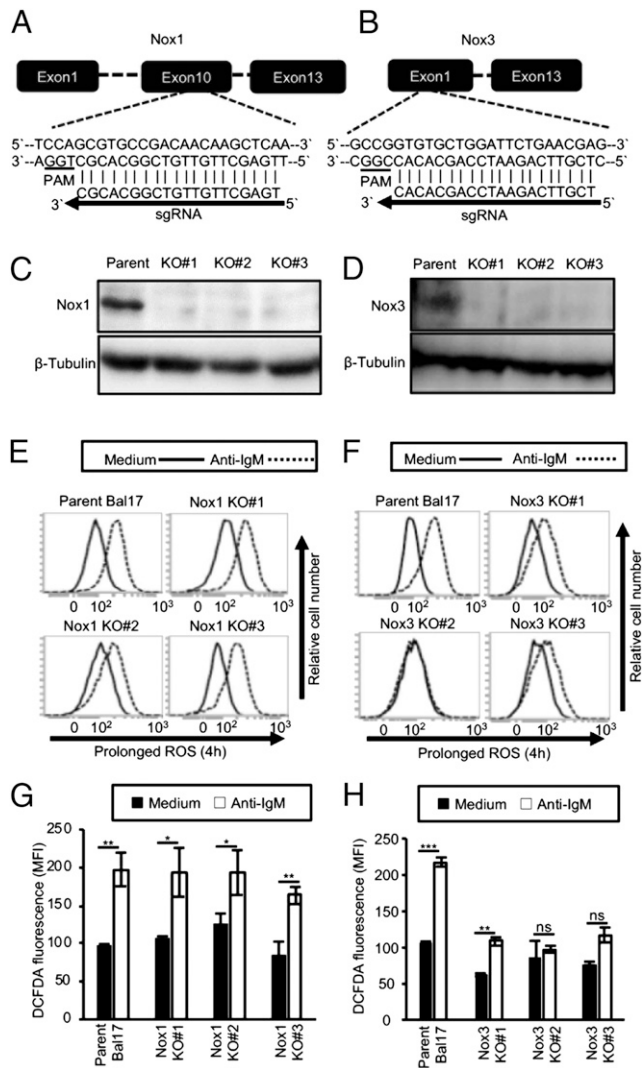 A
Nox1
Exon1
Exon10
Exon13
5`--TCCAGCGTGCCGACAACAAGCTCAA--3`
--AGGTCGCACGGCTGTTGTTCGAGTT--5`
PAM
CGCACGGCTGTTGTTCGAGT
3`
5`
sgRNA
B
Nox3
Exon1
Exon13
5`--GCCGGTGTGCTGGATTCTGAACGAG--3`
3`--CGGCCACACGACCTAAGACTTGCTC--5`
PAM
CACACGACCTAAGACTTGCT
3`
5`
sgRNA
C
Parent KO#1 KO#2 KO#3
Nox1
β-Tubulin
D
Parent KO#1 KO#2 KO#3
Nox3
β-Tubulin
E
Medium Anti-IgM
Parent Bal17 Nox1 KO#1
0 10² 10³ 0 10² 10³
Nox1 KO#2 Nox1 KO#3
0 10² 10³ 0 10² 10³
Relative cell number
Prolonged ROS (4h)
F
Medium Anti-IgM
Parent Bal17 Nox3 KO#1
0 10² 10³ 0 10² 10³
Nox3 KO#2 Nox3 KO#3
0 10² 10³ 0 10² 10³
Relative cell number
Prolonged ROS (4h)
G
Medium Anti-IgM
DCFDA fluorescence (MFI)
250
200
150
100
50
0
** * * **
Parent Bal17
Nox1 KO#1
Nox1 KO#2
Nox1 KO#3
H
Medium Anti-IgM
DCFDA fluorescence (MFI)
250
200
150
100
50
0
*** ** ns ns
Parent Bal17
Nox3 KO#1
Nox3 KO#2
Nox3 KO#3